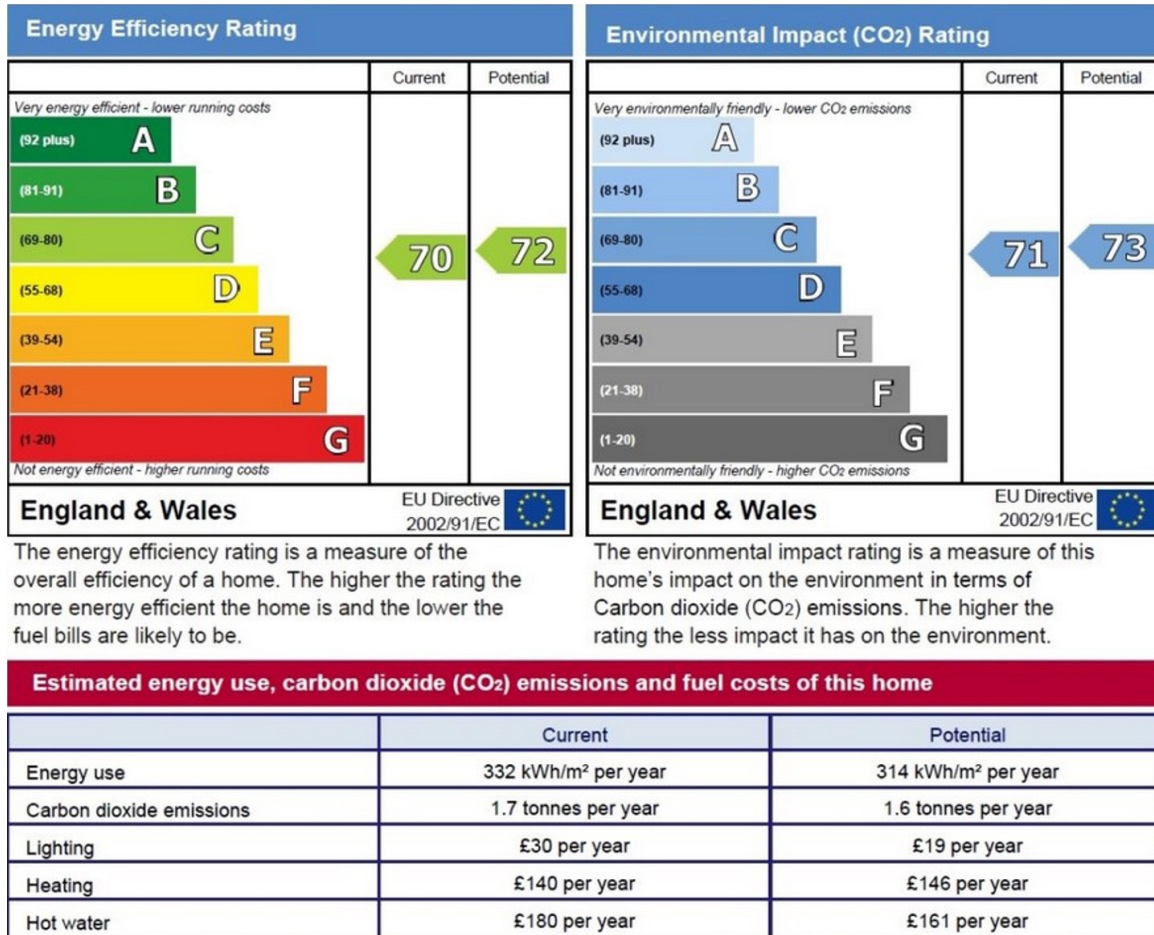 Energy Efficiency Rating
Current Potential
Very energy efficient - lower running costs
(92 plus) A
(81-91) B
(69-80) C
70 72
(55-68) D
(39-54) E
(21-38) F
(1-20) G
Not energy efficient - higher running costs
England & Wales
EU Directive
2002/91/EC
The energy efficiency rating is a measure of the
overall efficiency of a home. The higher the rating the
more energy efficient the home is and the lower the
fuel bills are likely to be.
Environmental Impact (CO2) Rating
Current Potential
Very environmentally friendly - lower CO2 emissions
(92 plus) A
(81-91) B
(69-80) C
71 73
(55-68) D
(39-54) E
(21-38) F
(1-20) G
Not environmentally friendly - higher CO2 emissions
England & Wales
EU Directive
2002/91/EC
The environmental impact rating is a measure of this
home's impact on the environment in terms of
Carbon dioxide (CO2) emissions. The higher the
rating the less impact it has on the environment.
Estimated energy use, carbon dioxide (CO2) emissions and fuel costs of this home
Current Potential
Energy use 332 kWh/m² per year 314 kWh/m² per year
Carbon dioxide emissions 1.7 tonnes per year 1.6 tonnes per year
Lighting £30 per year £19 per year
Heating £140 per year £146 per year
Hot water £180 per year £161 per year